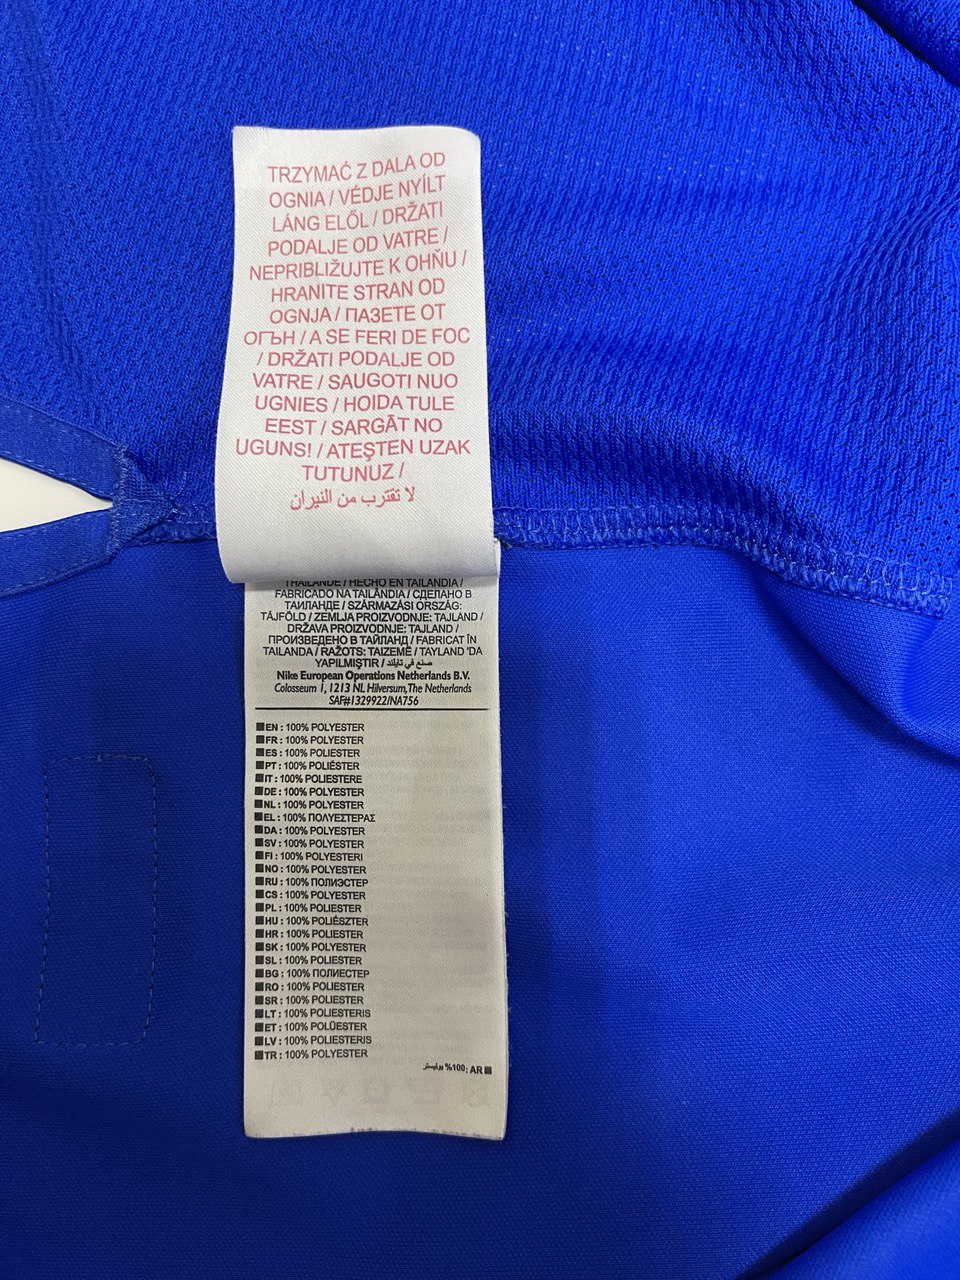 TRZYMAĆ Z DALA OD
OGNIA / VÉDJE NYÍLT
LÁNG ELŐL / DRŽATI
PODALJE OD VATRE /
NEPRIBLIŽUJTE K OHŇU /
HRANITE STRAN OD
OGNJA / ПАЗЕТЕ ОТ
ОГЪН / A SE FERI DE FOC
/ DRŽATI PODALJE OD
VATRE / SAUGOTI NUO
UGNIES / HOIDA TULE
EEST / SARGĀT NO
UGUNS! / ATEŞTEN UZAK
TUTUNUZ /
لا تقترب من النيران
THAILANDE / HECHO EN TAILANDIA /
FABRICADO NA TAILÂNDIA / СДЕЛАНО В
ТАИЛАНДЕ / SZÁRMAZÁSI ORSZÁG:
TÁJFÖLD / ZEMLJA PROIZVODNJE: TAJLAND /
DRŽAVA PROIZVODNJE: TAJLAND /
ПРОИЗВЕДЕНО В ТАЙЛАНД / FABRICAT ÎN
TAILANDA / RAŽOTS: TAIZEME / TAYLAND 'DA
YAPILMIŞTIR / صنع في تايلند
Nike European Operations Netherlands B.V.
Colosseum 1, 1213 NL Hilversum, The Netherlands
SAF#1329922/NA756
EN : 100% POLYESTER
FR : 100% POLYESTER
ES : 100% POLIESTER
PT : 100% POLIÉSTER
IT : 100% POLIESTERE
DE : 100% POLYESTER
NL : 100% POLYESTER
EL : 100% ΠΟΛΥΕΣΤΕΡΑΣ
DA : 100% POLYESTER
SV : 100% POLYESTER
FI : 100% POLYESTERI
NO : 100% POLYESTER
RU : 100% ПОЛИЭСТЕР
CS : 100% POLYESTER
PL : 100% POLIESTER
HU : 100% POLIÉSZTER
HR : 100% POLIESTER
SK : 100% POLYESTER
SL : 100% POLIESTER
BG : 100% ПОЛИЕСТЕР
RO : 100% POLIESTER
SR : 100% POLIESTER
LT : 100% POLIESTERIS
ET : 100% POLÜESTER
LV : 100% POLIESTERIS
TR : 100% POLYESTER
AR :100% بوليستر